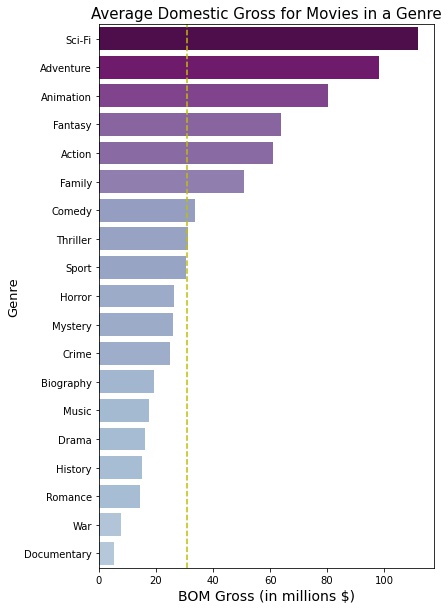 Average Domestic Gross for Movies in a Genre
Sci-Fi
Adventure
Animation
Fantasy
Action
Family
Comedy
Thriller
Sport
Horror
Mystery
Crime
Biography
Music
Drama
History
Romance
War
Documentary
Genre
0 20 40 60 80 100
BOM Gross (in millions $)